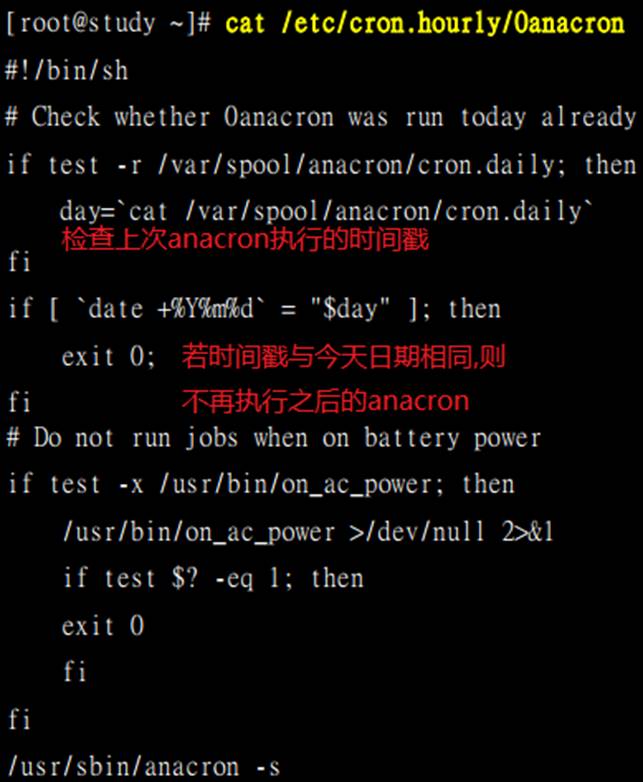 [root@study ~]# cat /etc/cron.hourly/0anacron
#!/bin/sh
# Check whether 0anacron was run today already
if test -r /var/spool/anacron/cron.daily; then
day=`cat /var/spool/anacron/cron.daily`
检查上次anacron执行的时间戳
fi
if [ `date +%Y%m%d` = "$day" ]; then
exit 0; 若时间戳与今天日期相同,则
fi 不再执行之后的anacron
# Do not run jobs when on battery power
if test -x /usr/bin/on_ac_power; then
/usr/bin/on_ac_power >/dev/null 2>&1
if test $? -eq 1; then
exit 0
fi
fi
/usr/sbin/anacron -s